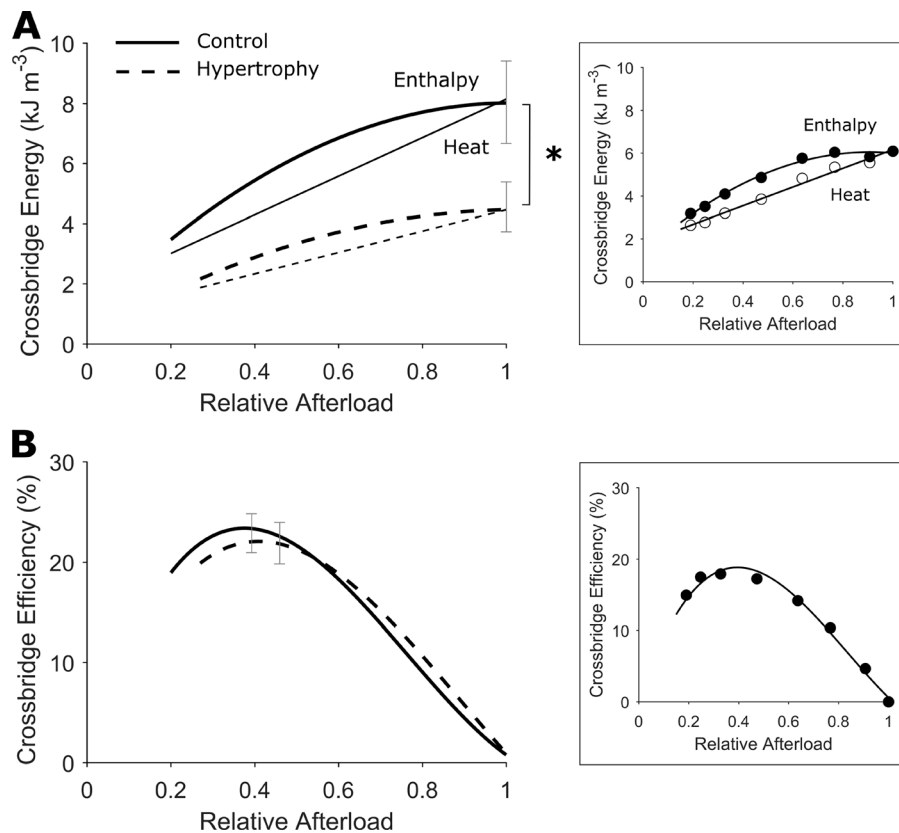 A
Control
Hypertrophy
Crossbridge Energy (kJ m-3)
10
8
6
4
2
0
0
0.2
0.4
0.6
0.8
1
Relative Afterload
Enthalpy
Heat
*
Crossbridge Energy (kJ m-3)
10
8
6
4
2
0
0
0.2
0.4
0.6
0.8
1
Relative Afterload
Enthalpy
Heat
B
Crossbridge Efficiency (%)
30
20
10
0
0
0.2
0.4
0.6
0.8
1
Relative Afterload
Crossbridge Efficiency (%)
30
20
10
0
0
0.2
0.4
0.6
0.8
1
Relative Afterload